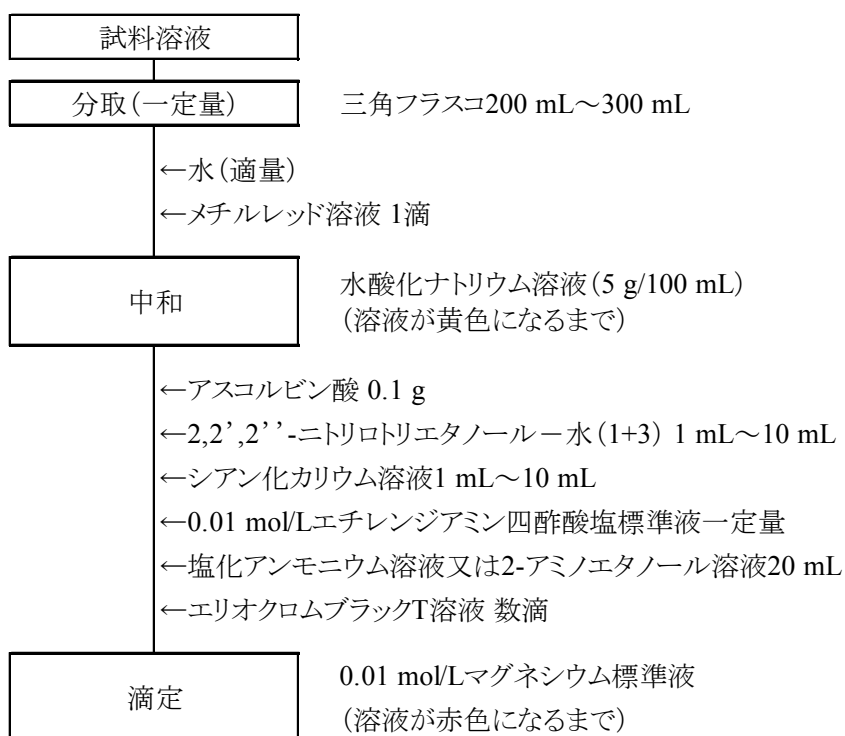 試料溶液
分取(一定量) 三角フラスコ200 mL～300 mL
←水(適量)
←メチルレッド溶液 1滴
中和
水酸化ナトリウム溶液(5 g/100 mL)
(溶液が黄色になるまで)
←アスコルビン酸 0.1 g
←2,2’,2’’-ニトリロトリエタノール－水(1+3) 1 mL～10 mL
←シアン化カリウム溶液1 mL～10 mL
←0.01 mol/Lエチレンジアミン四酢酸塩標準液一定量
←塩化アンモニウム溶液又は2-アミノエタノール溶液20 mL
←エリオクロムブラックT溶液 数滴
滴定
0.01 mol/Lマグネシウム標準液
(溶液が赤色になるまで)